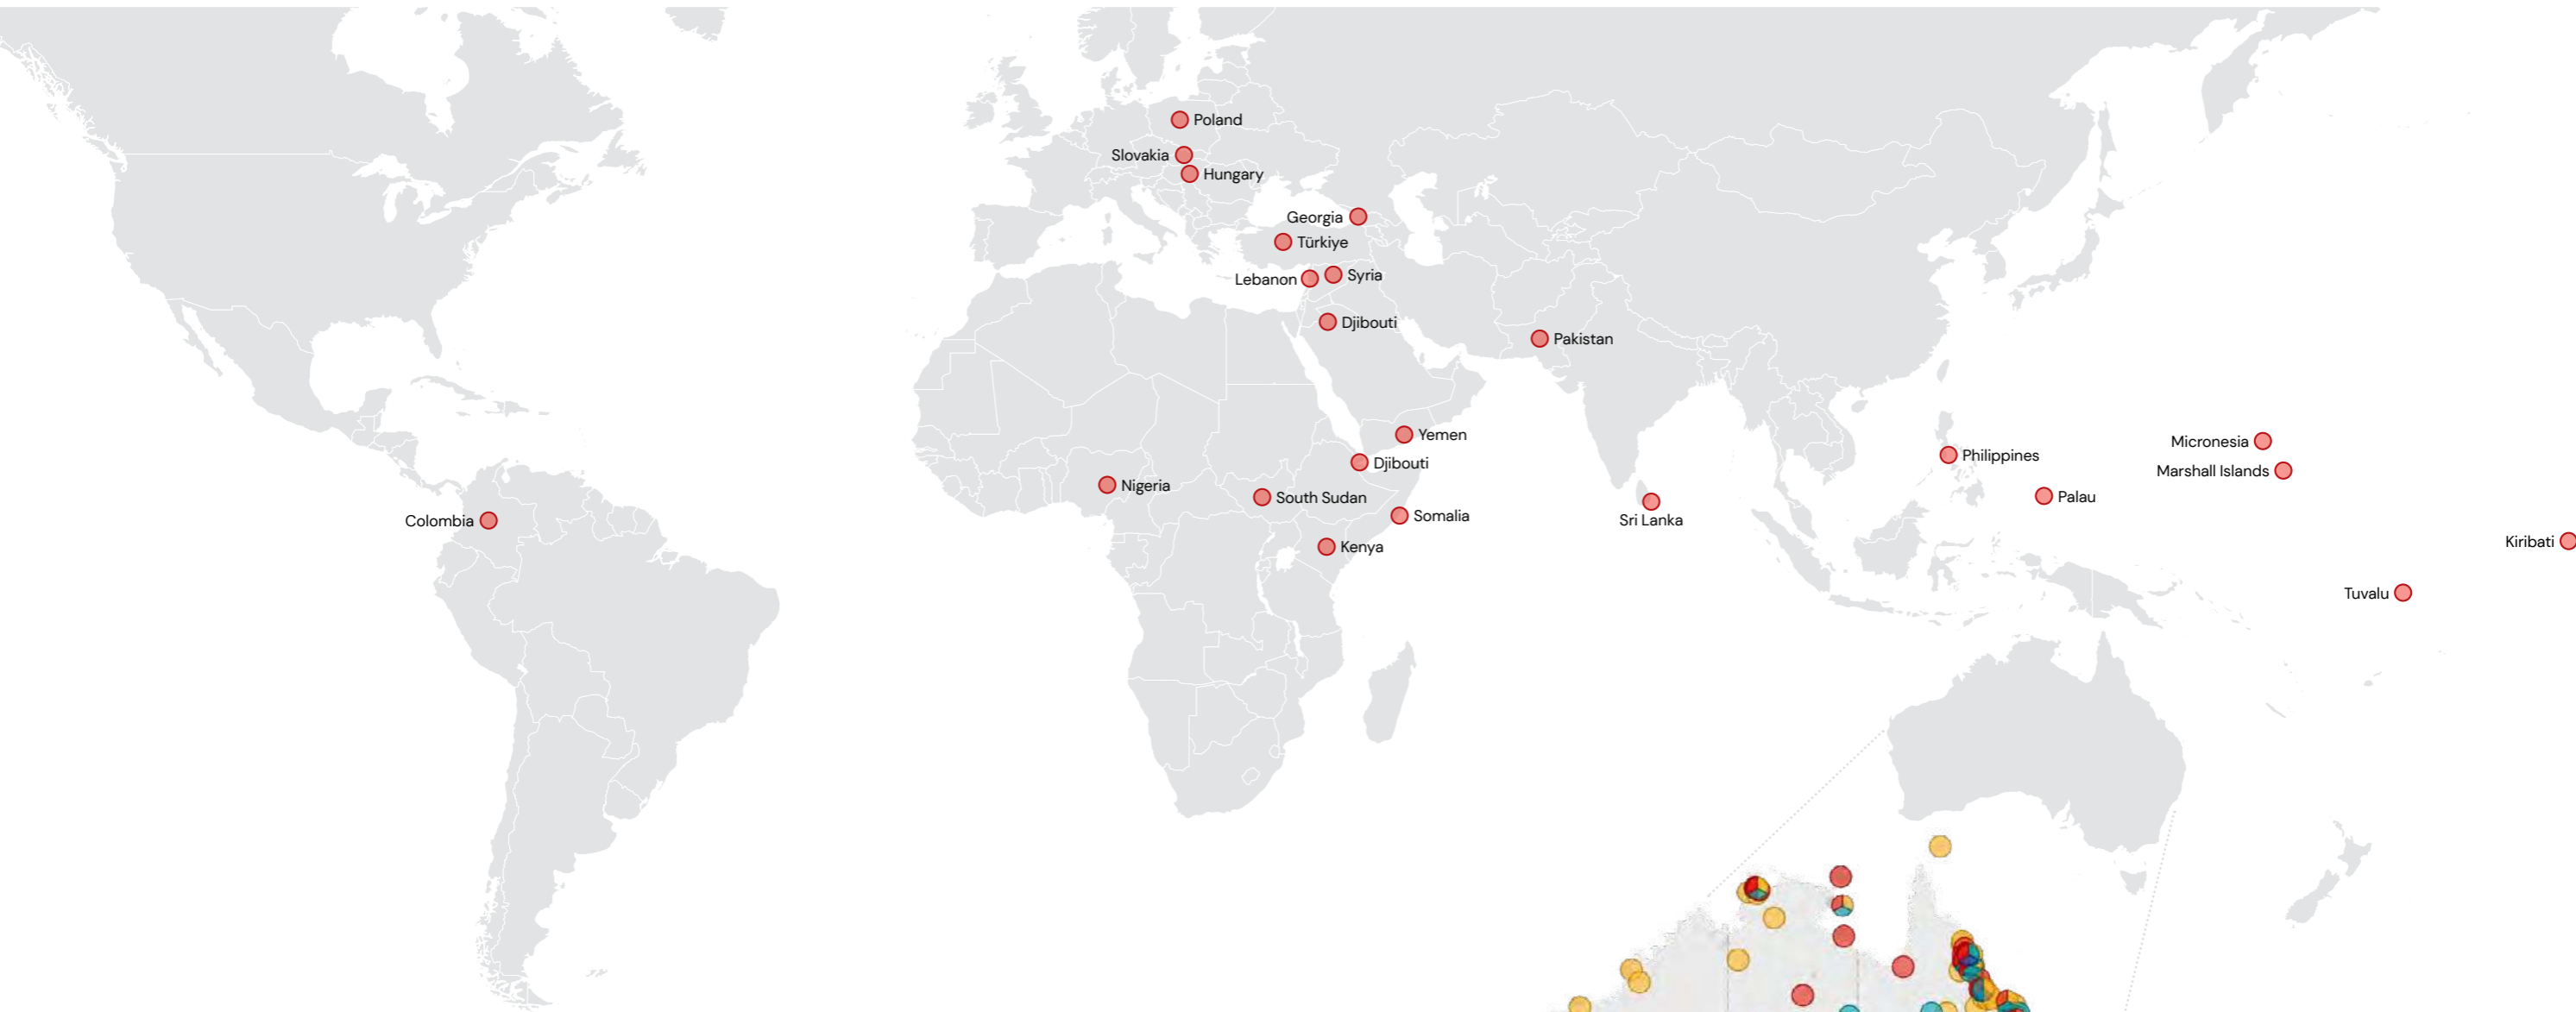 Poland
Slovakia
Hungary
Georgia
Türkiye
Lebanon
Syria
Djibouti
Pakistan
Yemen
Djibouti
Nigeria
South Sudan
Somalia
Kenya
Colombia
Sri Lanka
Philippines
Palau
Micronesia
Marshall Islands
Kiribati
Tuvalu